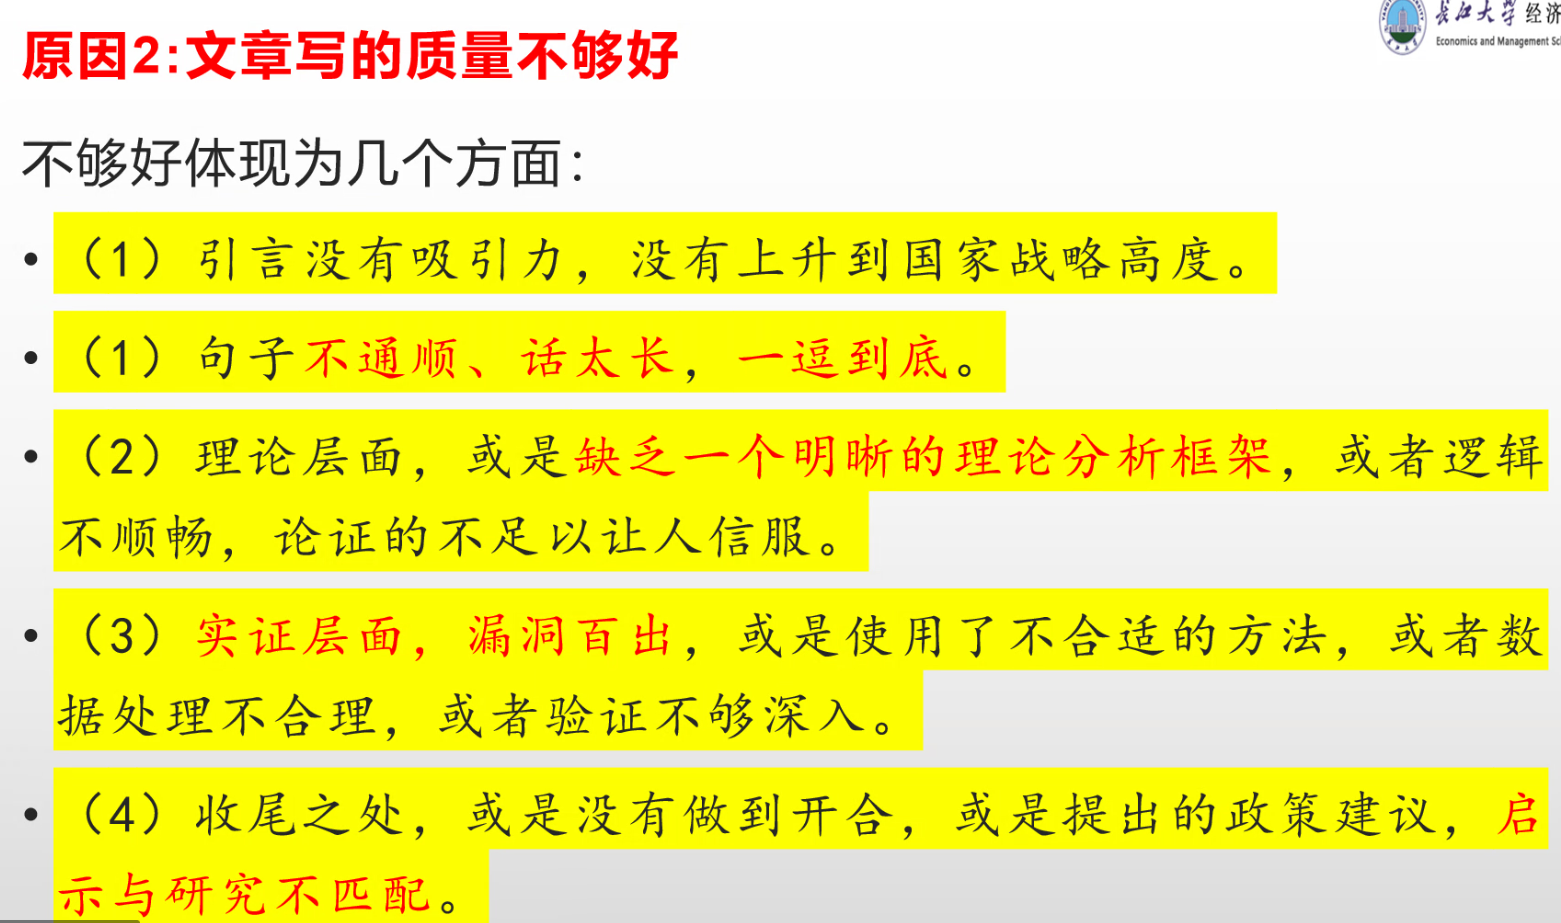 长江大学 经济
Economics and Management Sc
原因2:文章写的质量不够好
不够好体现为几个方面:
• （1）引言没有吸引力，没有上升到国家战略高度。
• （1）句子不通顺、话太长，一逗到底。
• （2）理论层面，或是缺乏一个明晰的理论分析框架，或者逻辑
不顺畅，论证的不足以让人信服。
• （3）实证层面，漏洞百出，或是使用了不合适的方法，或者数
据处理不合理，或者验证不够深入。
• （4）收尾之处，或是没有做到开合，或是提出的政策建议，启
示与研究不匹配。